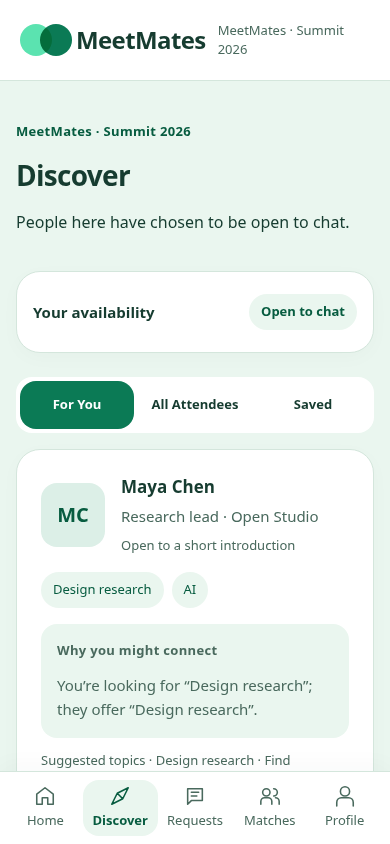 MeetMates
MeetMates · Summit
2026
MeetMates · Summit 2026
Discover
People here have chosen to be open to chat.
Your availability
Open to chat
For You
All Attendees
Saved
MC
Maya Chen
Research lead · Open Studio
Open to a short introduction
Design research
AI
Why you might connect
You’re looking for “Design research”;
they offer “Design research”.
Suggested topics · Design research · Find
Home
Discover
Requests
Matches
Profile